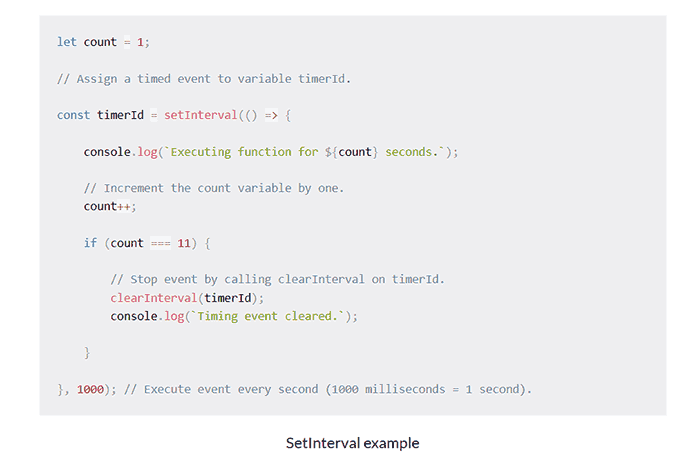 let count = 1;
// Assign a timed event to variable timerId.
const timerId = setInterval(() => {
console.log(`Executing function for ${count} seconds.`);
// Increment the count variable by one.
count++;
if (count === 11) {
// Stop event by calling clearInterval on timerId.
clearInterval(timerId);
console.log(`Timing event cleared.`);
}
}, 1000); // Execute event every second (1000 milliseconds = 1 second).
SetInterval example